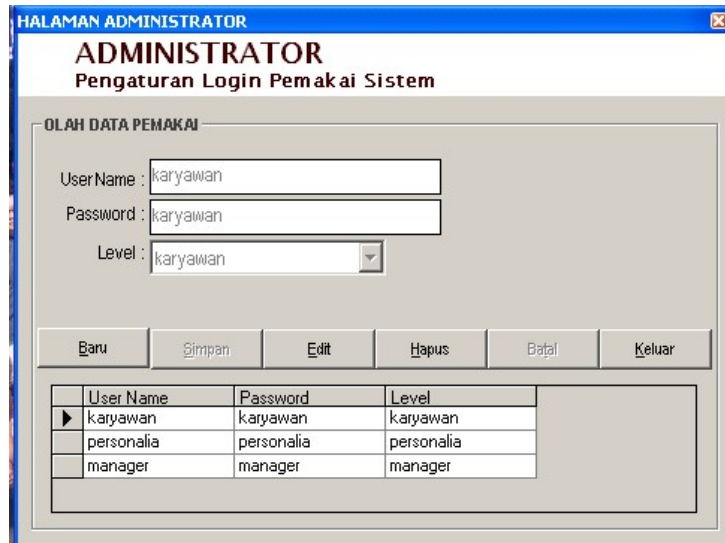 HALAMAN ADMINISTRATOR
ADMINISTRATOR
Pengaturan Login Pemakai Sistem
OLAH DATA PEMAKAI
UserName : karyawan
Password : karyawan
Level : karyawan
Baru Simpan Edit Hapus Batal Keluar
User Name Password Level
karyawan karyawan karyawan
personalia personalia personalia
manager manager manager